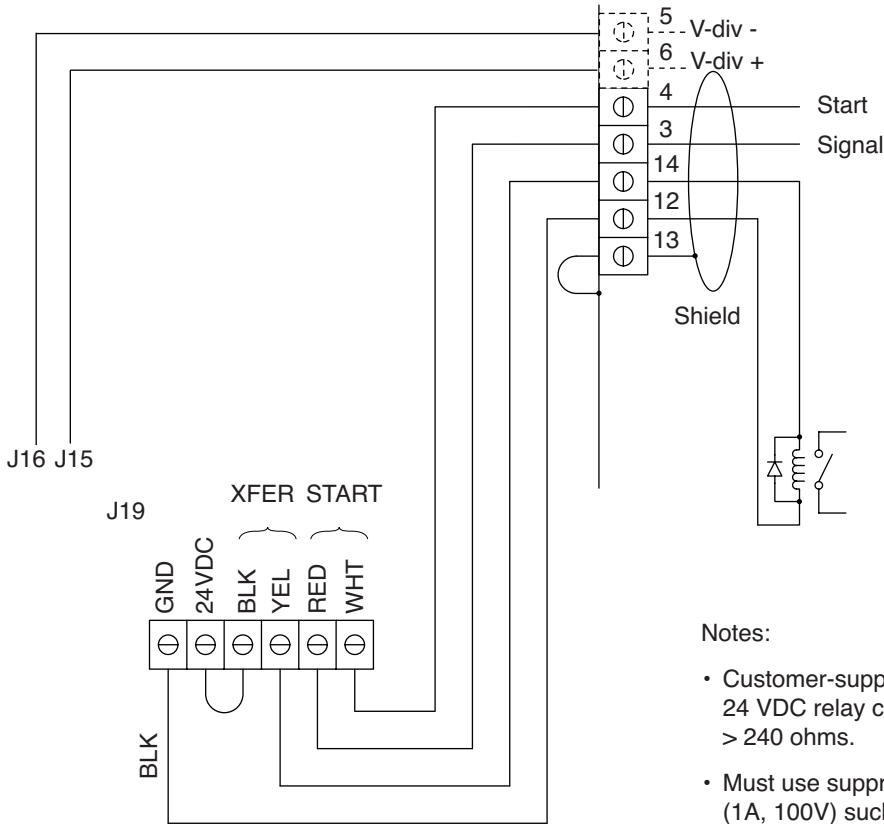 5
V-div -
6
V-div +
4
Start
3
Signal
14
12
13
Shield
J16 J15
XFER START
J19
GND
24VDC
BLK
YEL
RED
WHT
BLK
Notes:
• Customer-supp
24 VDC relay c
> 240 ohms.
• Must use suppr
(1A, 100V) such